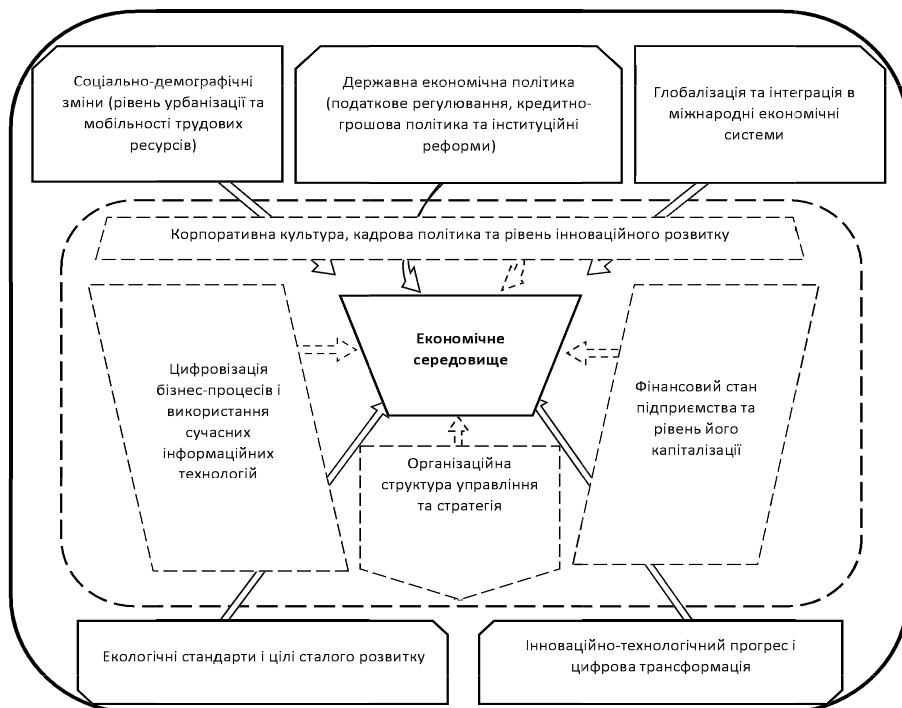 Соціально-демографічні
зміни (рівень урбанізації та
мобільності трудових
ресурсів)
Державна економічна політика
(податкове регулювання, кредитно-
грошова політика та інституційні
реформи)
Глобалізація та інтеграція в
міжнародні економічні
системи
Корпоративна культура, кадрова політика та рівень інноваційного розвитку
Цифровізація
бізнес-процесів і
використання
сучасних
інформаційних
технологій
Економічне
середовище
Фінансовий стан
підприємства та
рівень його
капіталізації
Організаційна
структура управління
та стратегія
Екологічні стандарти і цілі сталого розвитку
Інноваційно-технологічний прогрес і
цифрова трансформація